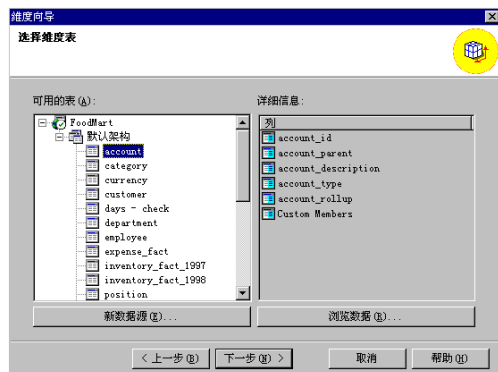 维度向导
选择维度表
可用的表(A):
详细信息:
FoodMart
默认架构
account
category
currency
customer
days - check
department
employee
expense_fact
inventory_fact_1997
inventory_fact_1998
position
列
account_id
account_parent
account_description
account_type
account_rollup
Custom Members
新数据源(E)...
浏览数据(R)...
< 上一步(B)
下一步(N) >
取消
帮助(H)